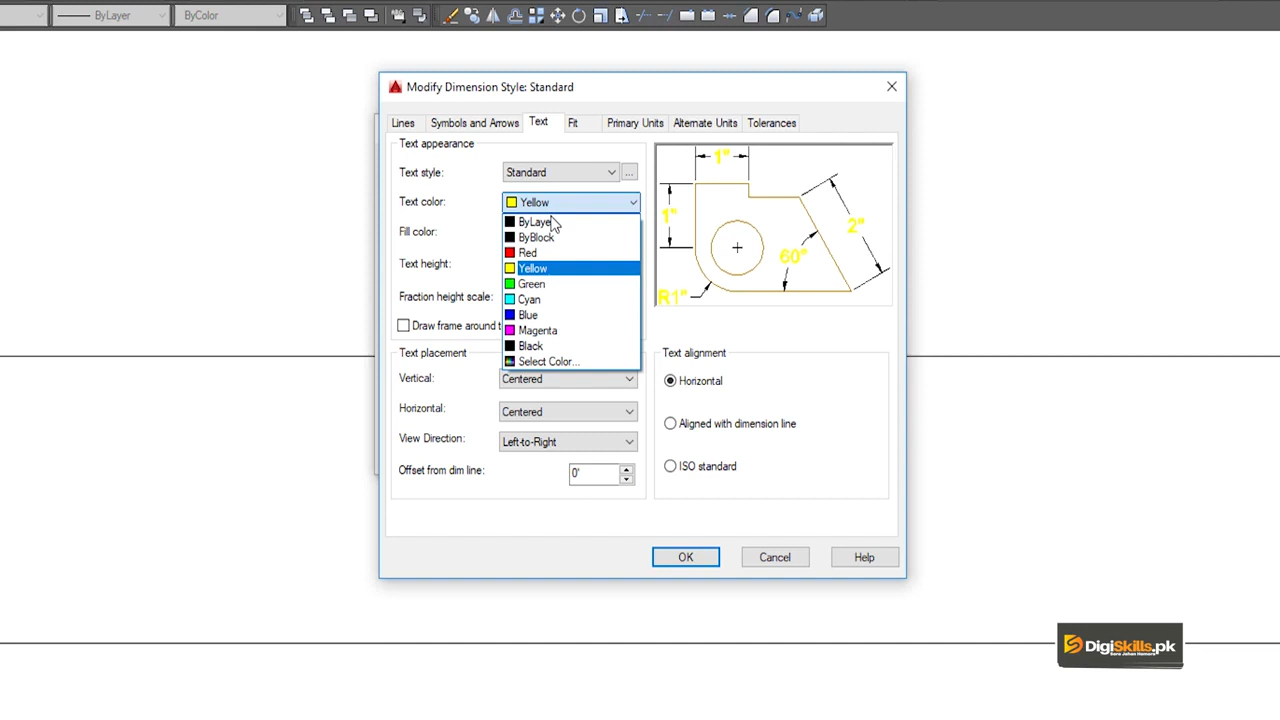 ByLayer
ByColor
Modify Dimension Style: Standard
Lines
Symbols and Arrows
Text
Fit
Primary Units
Alternate Units
Tolerances
Text appearance
Text style:
Standard
...
Text color:
Yellow
ByLayer
ByBlock
Red
Yellow
Green
Cyan
Blue
Magenta
Black
Select Color...
Fill color:
Text height:
Fraction height scale:
Draw frame around t
1"
1"
2"
60°
R1"
Text placement
Vertical:
Centered
Horizontal:
Centered
View Direction:
Left-to-Right
Offset from dim line:
0'
Text alignment
Horizontal
Aligned with dimension line
ISO standard
OK
Cancel
Help
DigiSkills.pk